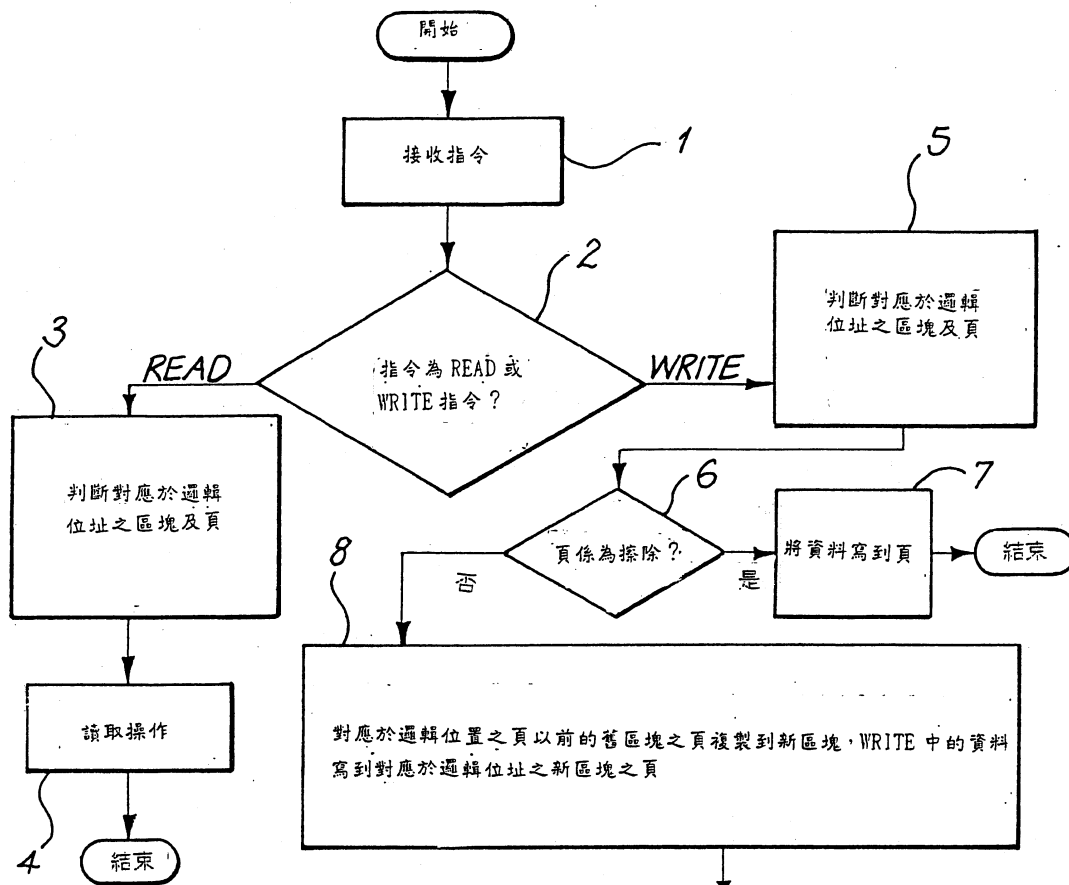 開始
接收指令
1
2
指令為 READ 或
WRITE 指令？
READ
WRITE
3
判斷對應於邏輯
位址之區塊及頁
讀取操作
4
結束
5
判斷對應於邏輯
位址之區塊及頁
6
頁係為擦除？
是
否
7
將資料寫到頁
結束
8
對應於邏輯位置之頁以前的舊區塊之頁複製到新區塊，WRITE 中的資料
寫到對應於邏輯位址之新區塊之頁